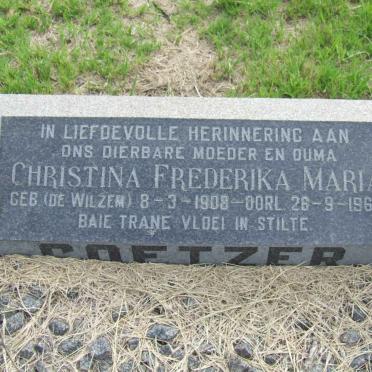 IN LIEFDEVOLLE HERINNERING AAN
ONS DIERBARE MOEDER EN OUMA
CHRISTINA FREDERIKA MARIA
GEB (DE WILZEM) 8-3-1908-OORL 28-9-196
BAIE TRANE VLOEI IN STILTE
COETZER